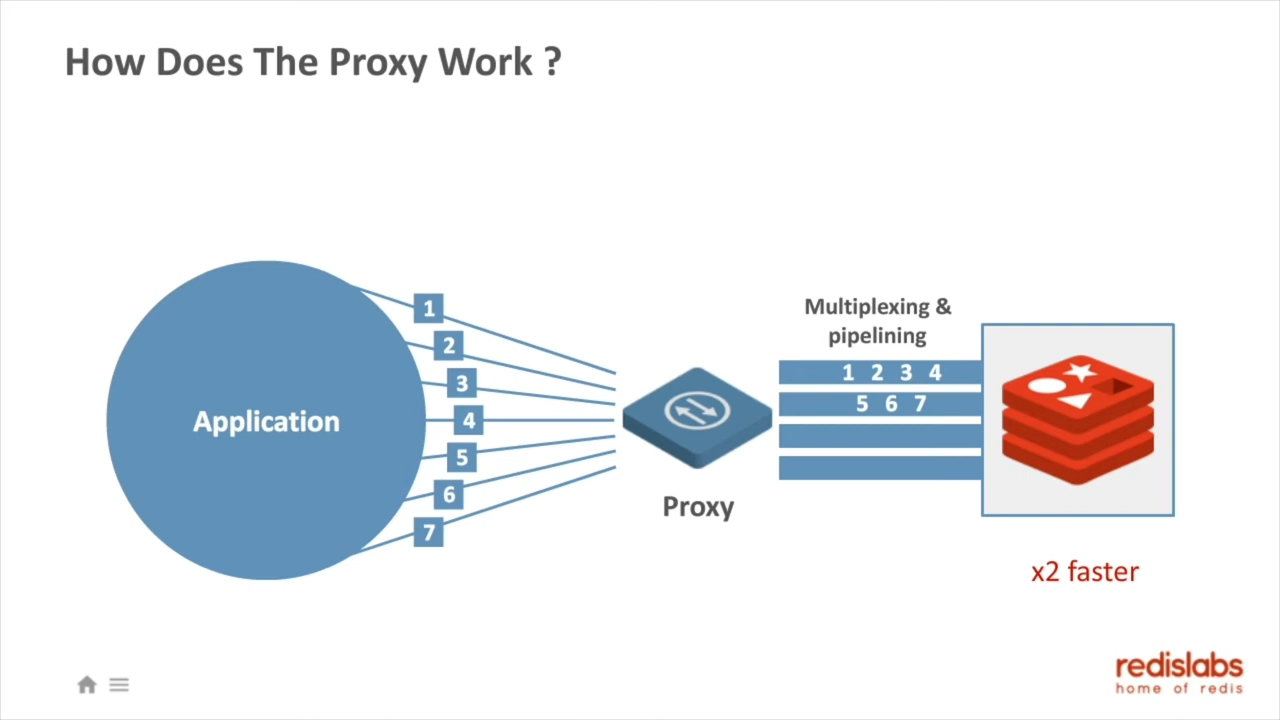 How Does The Proxy Work ?
Application
1
2
3
4
5
6
7
Proxy
Multiplexing &
pipelining
1 2 3 4
5 6 7
x2 faster
redislabs
home of redis